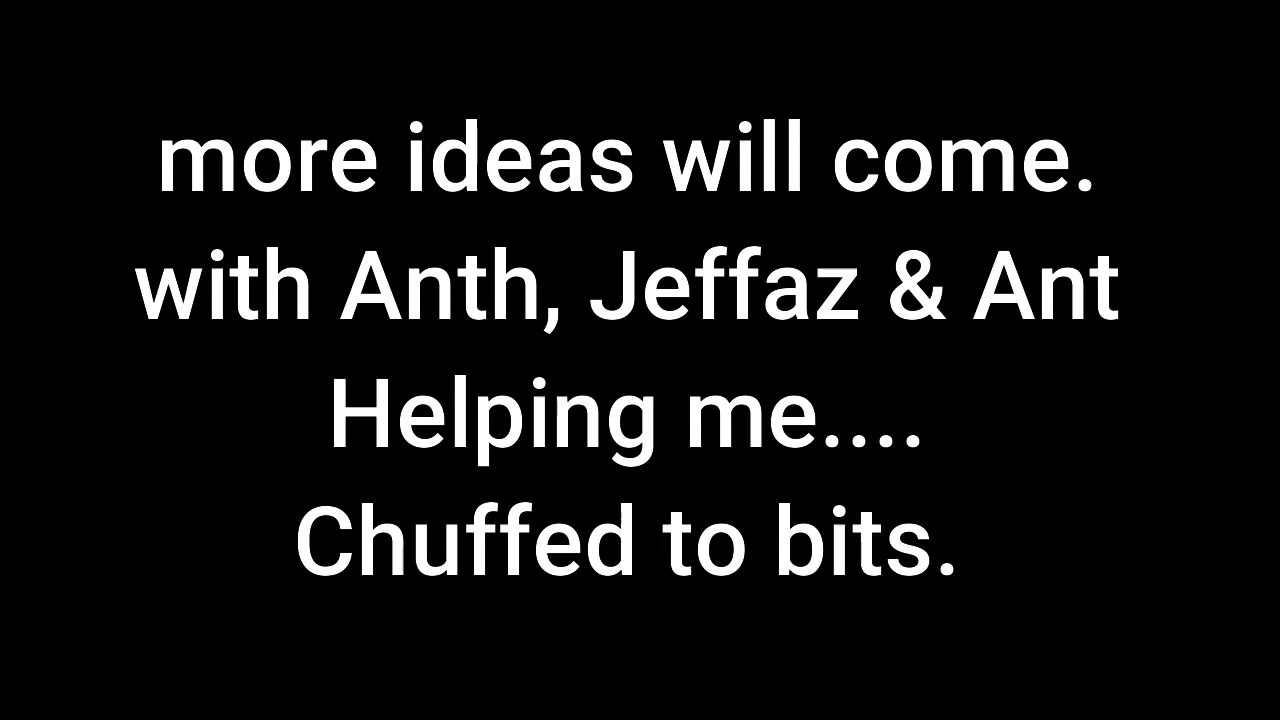 more ideas will come.
with Anth, Jeffaz & Ant
Helping me....
Chuffed to bits.